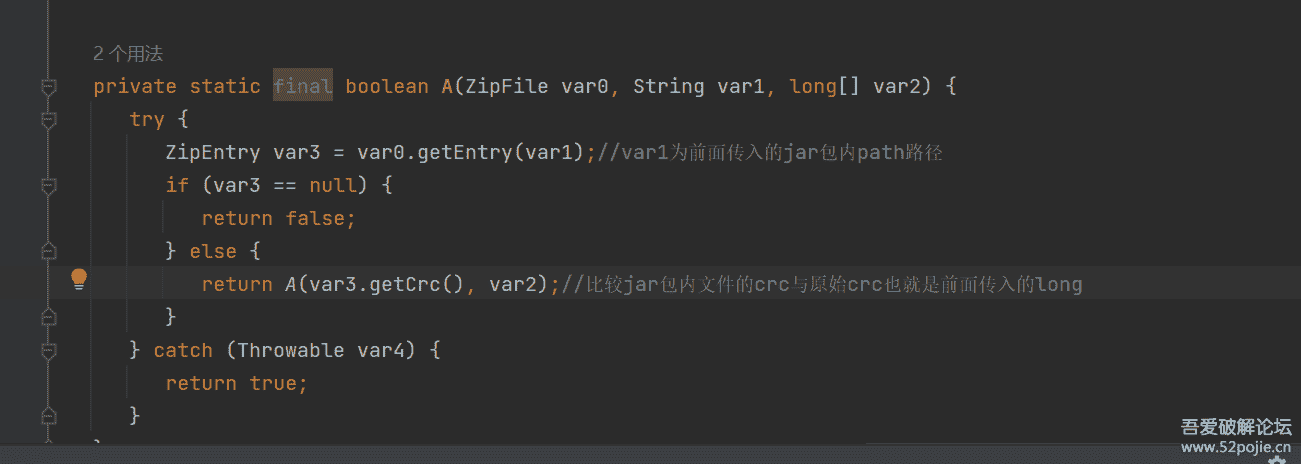 2 个用法
private static final boolean A(ZipFile var0, String var1, long[] var2) {
try {
ZipEntry var3 = var0.getEntry(var1);//var1为前面传入的jar包内path路径
if (var3 == null) {
return false;
} else {
return A(var3.getCrc(), var2);//比较jar包内文件的crc与原始crc也就是前面传入的long
}
} catch (Throwable var4) {
return true;
}
吾爱破解论坛
www.52pojie.cn